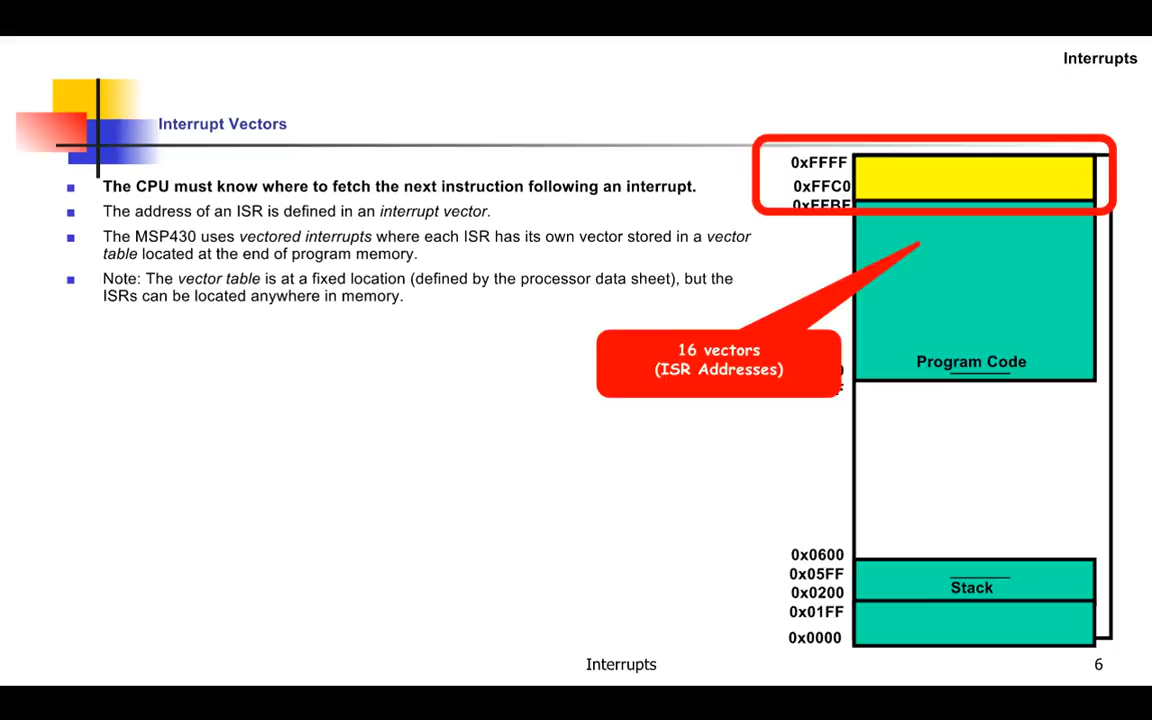 Interrupts
Interrupt Vectors
The CPU must know where to fetch the next instruction following an interrupt.
The address of an ISR is defined in an interrupt vector.
The MSP430 uses vectored interrupts where each ISR has its own vector stored in a vector
table located at the end of program memory.
Note: The vector table is at a fixed location (defined by the processor data sheet), but the
ISRs can be located anywhere in memory.
0xFFFF
0xFFC0
16 vectors
(ISR Addresses)
Program Code
0x0600
0x05FF
Stack
0x0200
0x01FF
0x0000
Interrupts
6